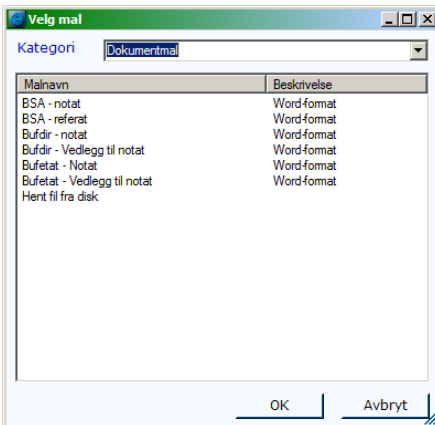 Velg mal
Kategori Dokumentmal
Malnavn Beskrivelse
BSA - notat Word-format
BSA - referat Word-format
Bufdir - notat Word-format
Bufdir - Vedlegg til notat Word-format
Bufetat - Notat Word-format
Bufetat - Vedlegg til notat Word-format
Hent fil fra disk
OK Avbryt